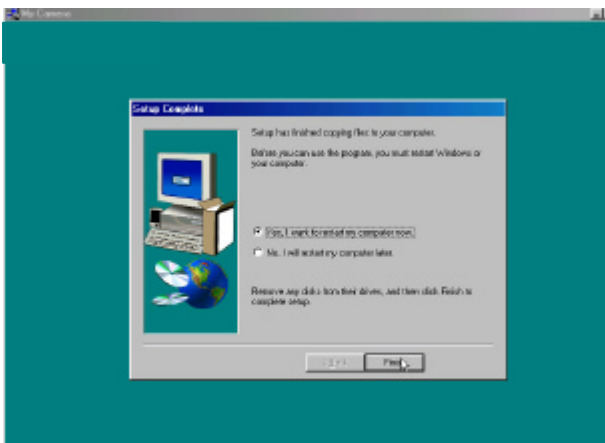 My Camera
Setup Complete
Setup has finished copying files to your computer.
Before you can use the program, you must restart Windows or
your computer.
Yes, I want to restart my computer now.
No, I will restart my computer later.
Remove any disks from their drives, and then click Finish to
complete setup.
< Back
Finish